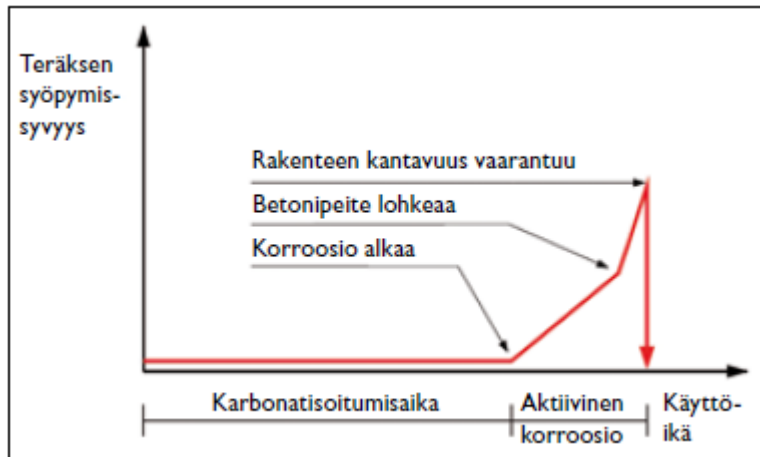 Teräksen
syöpymis-
syvyys
Rakenteen kantavuus vaarantuu
Betonipeite lohkeaa
Korroosio alkaa
Karbonatisoitumisaika
Aktiivinen
korroosio
Käyttö-
ikä